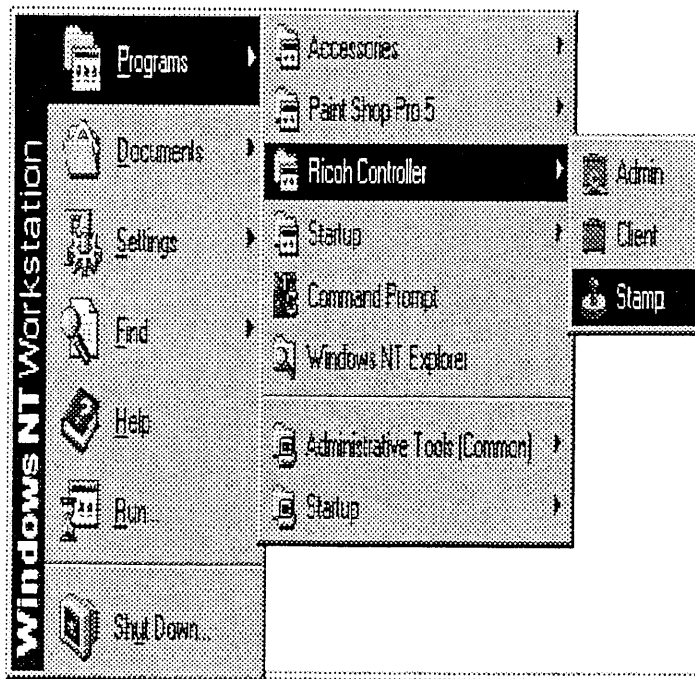 Windows NT Workstation
Programs
Documents
Settings
Find
Help
Run...
Shut Down...
Accessories
Paint Shop Pro 5
Ricoh Controller
Startup
Command Prompt
Windows NT Explorer
Administrative Tools (Common)
Startup
Admin
Client
Stamp